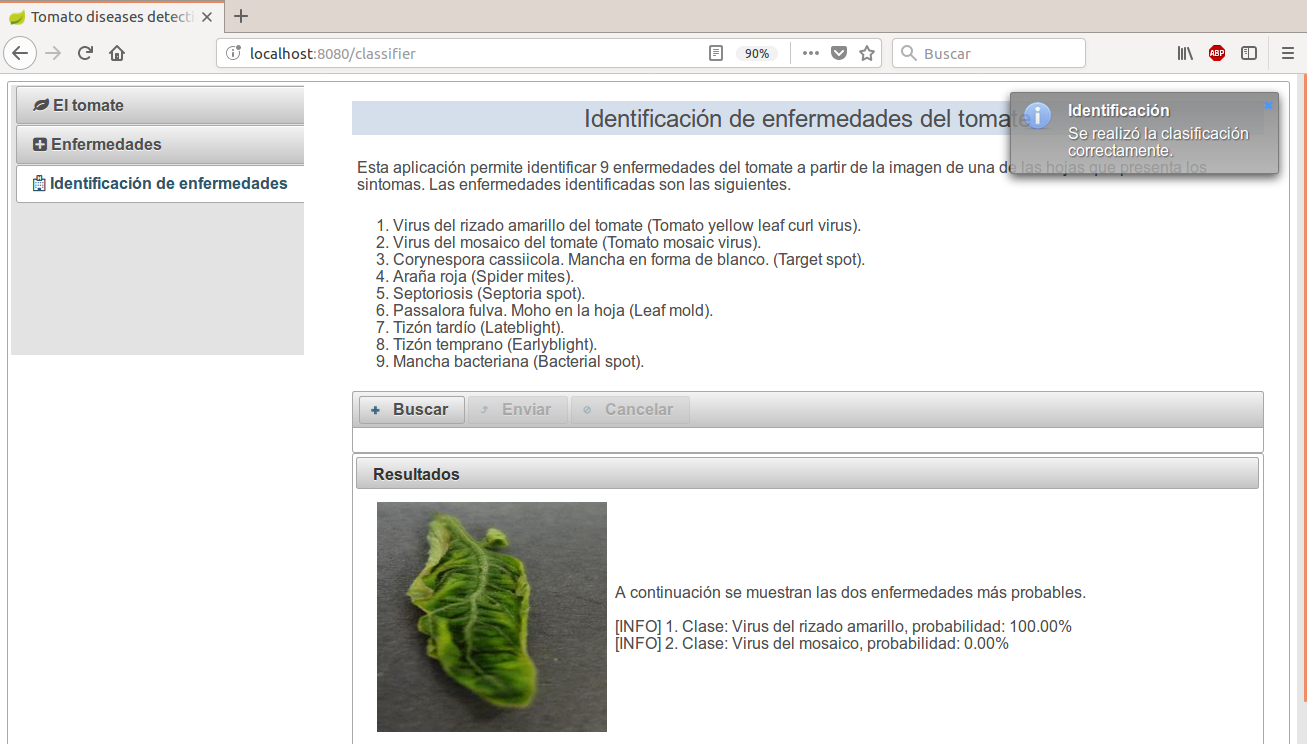 Tomato diseases detecti
localhost:8080/classifier
90%
Buscar
ABP
El tomate
Enfermedades
Identificación de enfermedades
Identificación de enfermedades del tomate
Identificación
Se realizó la clasificación
correctamente.
Esta aplicación permite identificar 9 enfermedades del tomate a partir de la imagen de una de las hojas que presenta los
sintomas. Las enfermedades identificadas son las siguientes.
1. Virus del rizado amarillo del tomate (Tomato yellow leaf curl virus).
2. Virus del mosaico del tomate (Tomato mosaic virus).
3. Corynespora cassiicola. Mancha en forma de blanco. (Target spot).
4. Araña roja (Spider mites).
5. Septoriosis (Septoria spot).
6. Passalora fulva. Moho en la hoja (Leaf mold).
7. Tizón tardío (Lateblight).
8. Tizón temprano (Earlyblight).
9. Mancha bacteriana (Bacterial spot).
Buscar
Enviar
Cancelar
Resultados
A continuación se muestran las dos enfermedades más probables.
[INFO] 1. Clase: Virus del rizado amarillo, probabilidad: 100.00%
[INFO] 2. Clase: Virus del mosaico, probabilidad: 0.00%